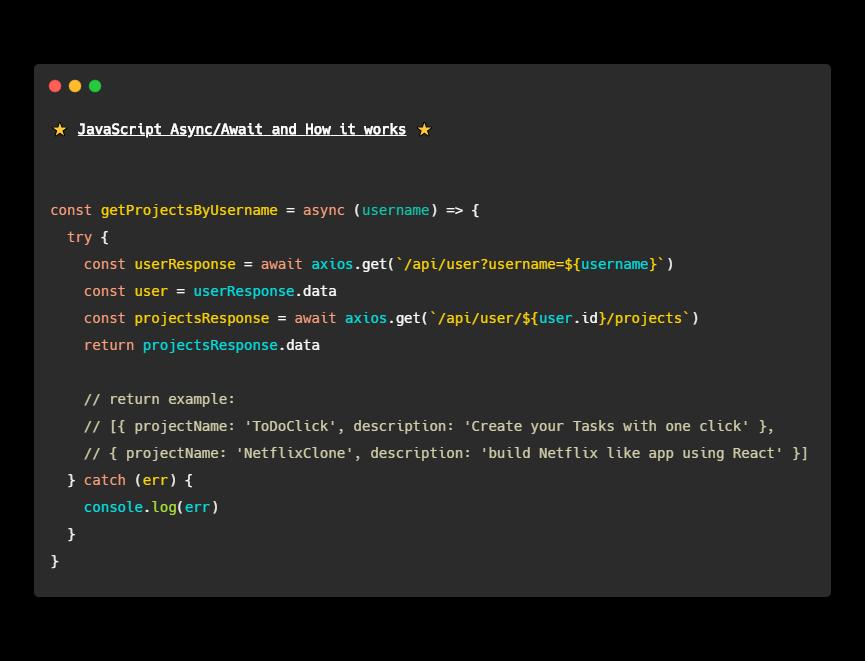 ⭐ JavaScript Async/Await and How it works ⭐
const getProjectsByUsername = async (username) => {
  try {
    const userResponse = await axios.get(`/api/user?username=${username}`)
    const user = userResponse.data
    const projectsResponse = await axios.get(`/api/user/${user.id}/projects`)
    return projectsResponse.data
    // return example:
    // [{ projectName: 'ToDoClick', description: 'Create your Tasks with one click' },
    // { projectName: 'NetflixClone', description: 'build Netflix like app using React' }]
  } catch (err) {
    console.log(err)
  }
}